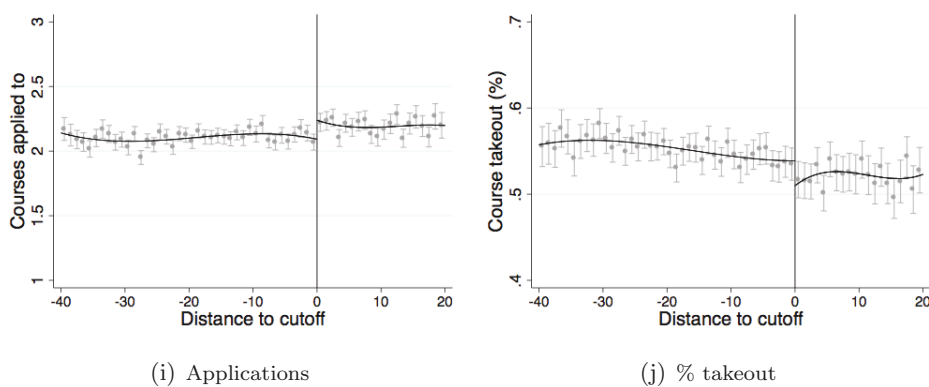 Courses applied to
3
2.5
2
1.5
1
-40 -30 -20 -10 0 10 20
Distance to cutoff
(i) Applications
Course takeout (%)
.7
.6
.5
.4
-40 -30 -20 -10 0 10 20
Distance to cutoff
(j) % takeout